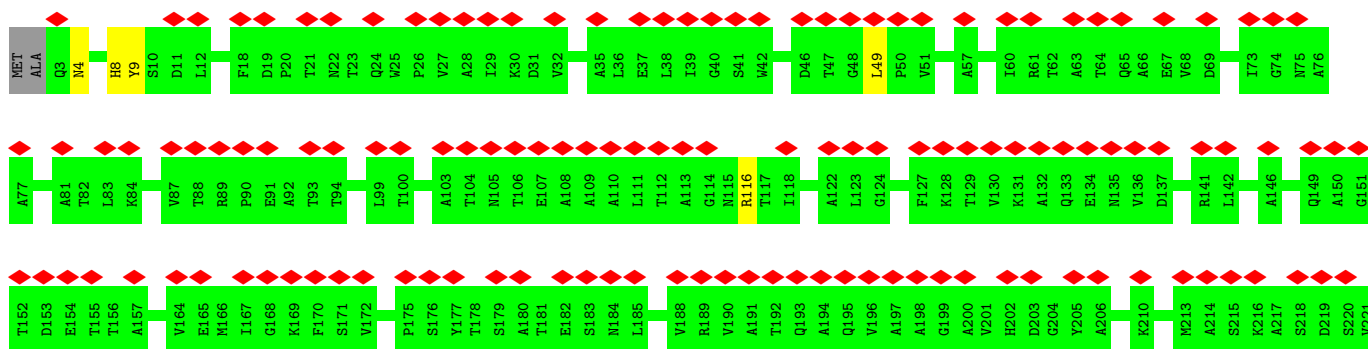 MET ALA Q3 N4 H8 Y9 S10 D11 L12 F18 D19 P20 T21 N22 T23 Q24 W25 P26 V27 A28 I29 K30 D31 V32 A35 L36 E37 L38 I39 G40 S41 W42 D46 T47 G48 L49 P50 V51 A57 I60 R61 T62 A63 T64 Q65 A66 E67 V68 D69 I73 G74 N75 A76
A77 A81 T82 L83 K84 V87 T88 R89 P90 E91 A92 T93 T94 L99 T100 A103 T104 N105 T106 E107 A108 A109 A110 L111 T112 A113 G114 N115 R116 T117 I118 A122 L123 G124 F127 K128 T129 V130 K131 A132 Q133 E134 N135 V136 D137 R141 L142 A146 Q149 A150 G151
T152 D153 E154 T155 T156 A157 V164 E165 M166 I167 G168 K169 F170 S171 V172 P175 S176 Y177 T178 S179 A180 T181 E182 S183 N184 L185 V188 R189 V190 A191 T192 Q193 A194 Q195 V196 A197 A198 G199 A200 V201 H202 D203 G204 Y205 A206 K210 M213 A214 S215 K216 A217 S218 D219 S220 V221